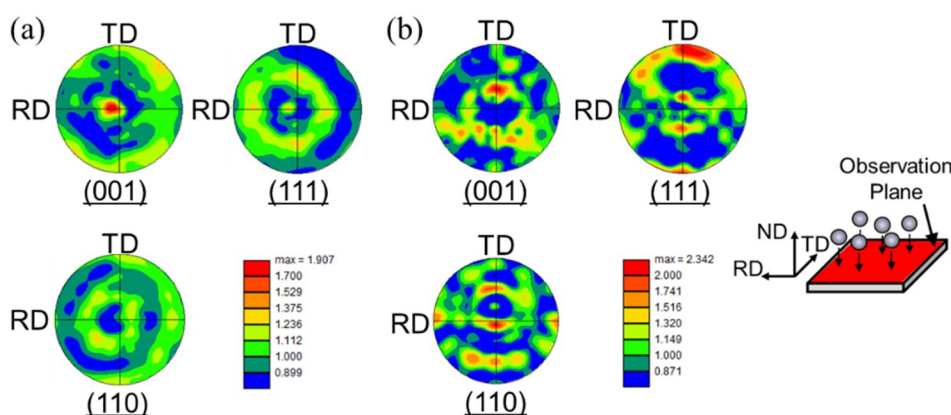 (a)
TD
RD
(001)
TD
RD
(111)
TD
RD
(110)
max = 1.907
1.700
1.529
1.375
1.236
1.112
1.000
0.899
(b)
TD
RD
(001)
TD
RD
(111)
TD
RD
(110)
max = 2.342
2.000
1.741
1.516
1.320
1.149
1.000
0.871
Observation
Plane
ND
TD
RD